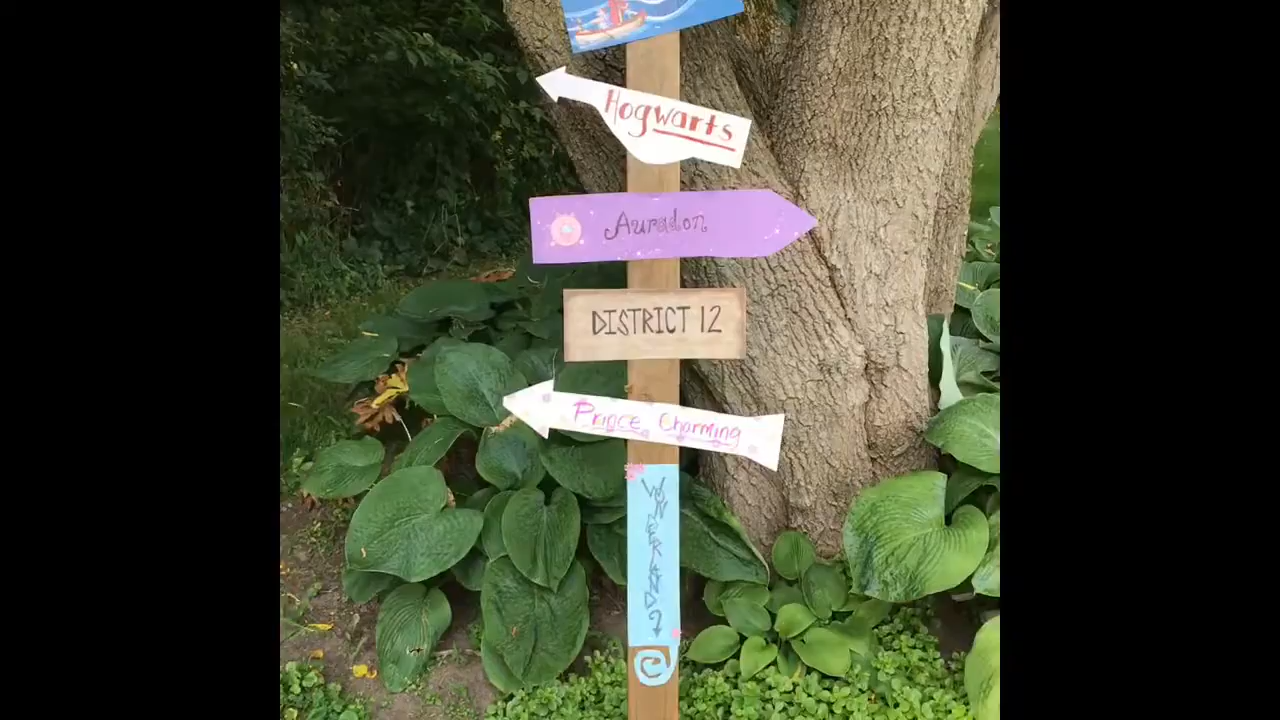 Hogwarts
Auradon
DISTRICT 12
Prince Charming
WONDERLAND